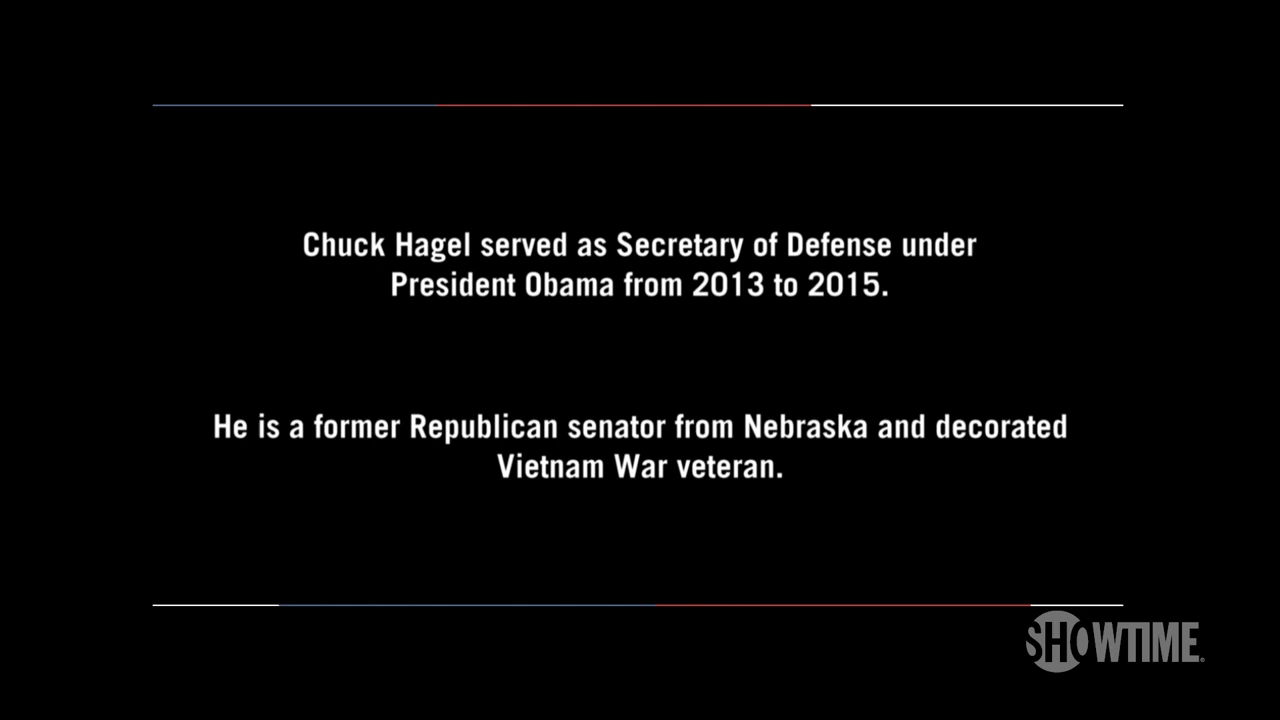 Chuck Hagel served as Secretary of Defense under
President Obama from 2013 to 2015.
He is a former Republican senator from Nebraska and decorated
Vietnam War veteran.
SHOWTIME